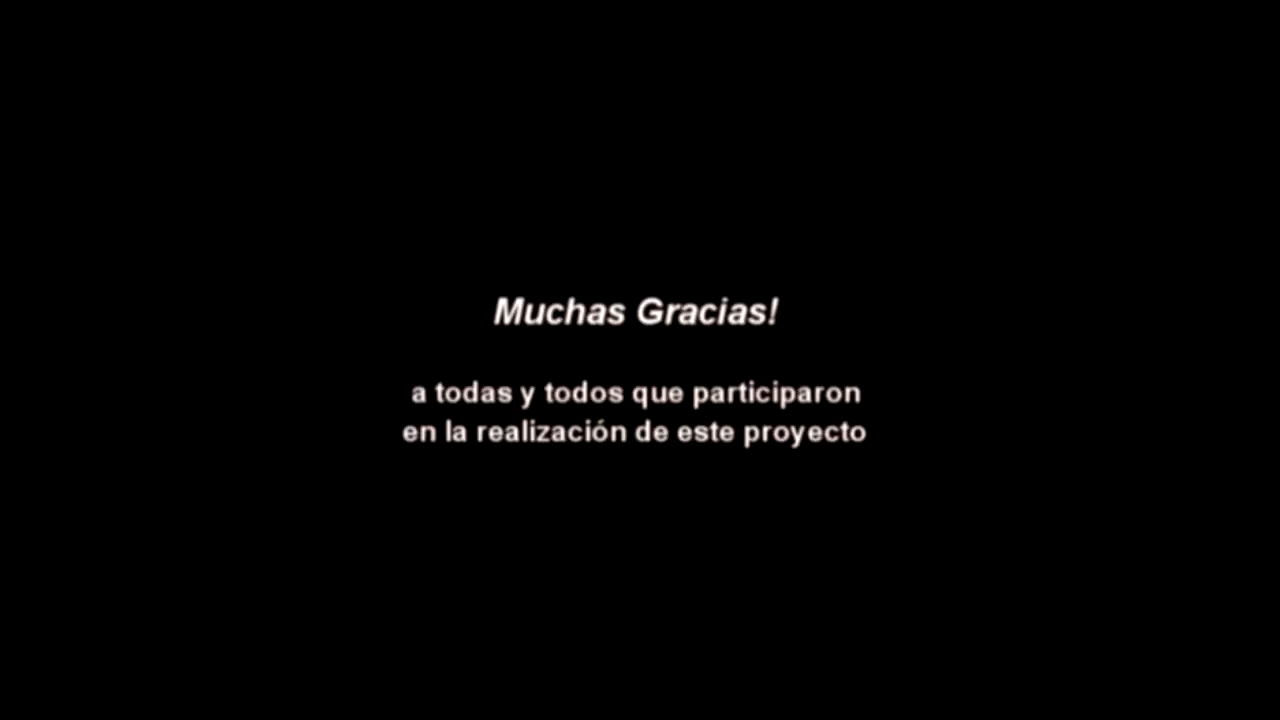 Muchas Gracias!
a todas y todos que participaron
en la realización de este proyecto